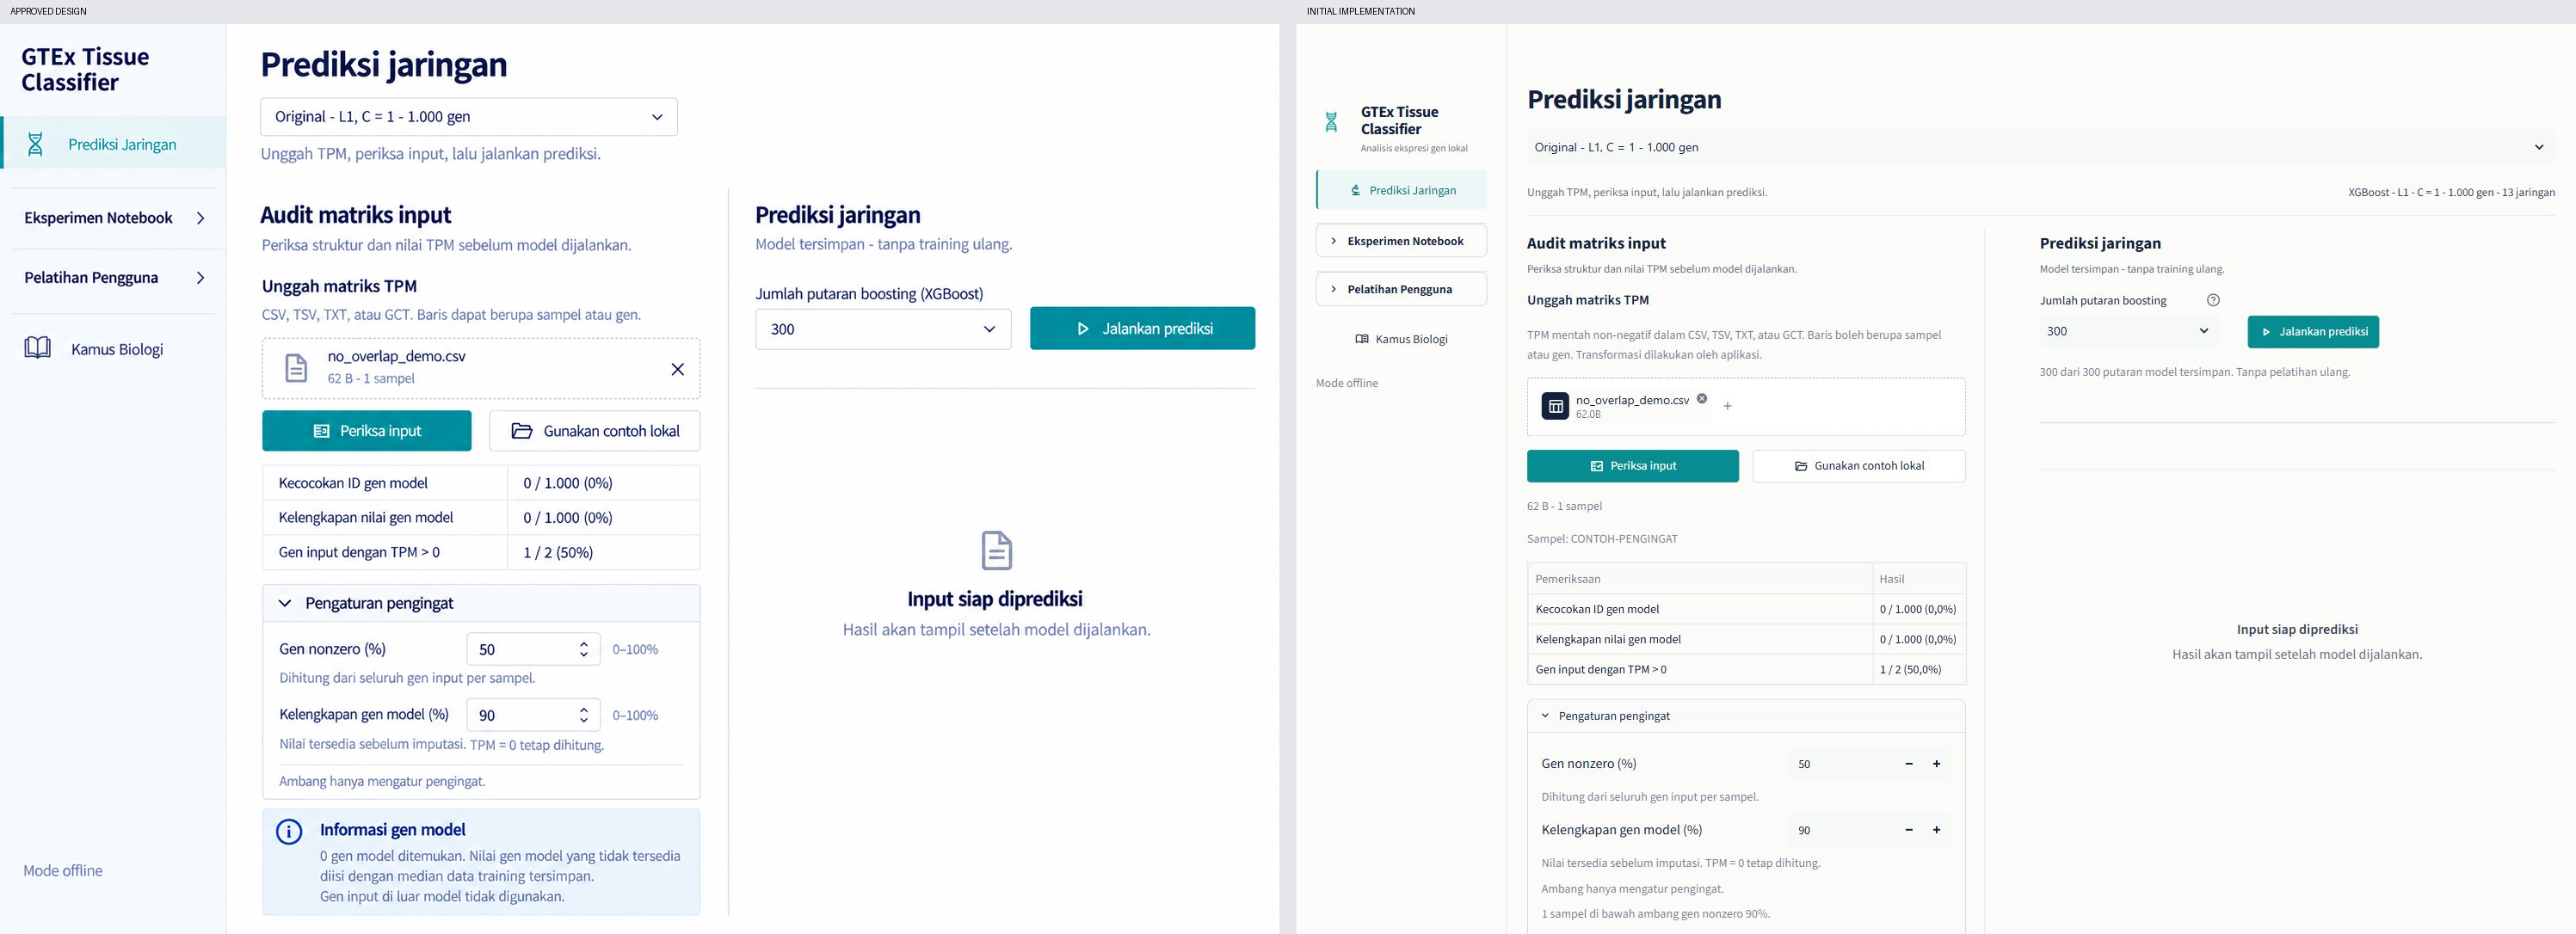 APPROVED DESIGN
GTEx Tissue
Classifier
Prediksi Jaringan
Eksperimen Notebook
Pelatihan Pengguna
Kamus Biologi
Mode offline
Prediksi jaringan
Original - L1, C = 1 - 1.000 gen
Unggah TPM, periksa input, lalu jalankan prediksi.
Audit matriks input
Periksa struktur dan nilai TPM sebelum model dijalankan.
Unggah matriks TPM
CSV, TSV, TXT, atau GCT. Baris dapat berupa sampel atau gen.
no_overlap_demo.csv
62 B - 1 sampel
Periksa input
Gunakan contoh lokal
Kecocokan ID gen model 0 / 1.000 (0%)
Kelengkapan nilai gen model 0 / 1.000 (0%)
Gen input dengan TPM > 0 1 / 2 (50%)
Pengaturan pengingat
Gen nonzero (%) 50 0–100%
Dihitung dari seluruh gen input per sampel.
Kelengkapan gen model (%) 90 0–100%
Nilai tersedia sebelum imputasi. TPM = 0 tetap dihitung.
Ambang hanya mengatur pengingat.
Informasi gen model
0 gen model ditemukan. Nilai gen model yang tidak tersedia
diisi dengan median data training tersimpan.
Gen input di luar model tidak digunakan.
Prediksi jaringan
Model tersimpan - tanpa training ulang.
Jumlah putaran boosting (XGBoost)
300
Jalankan prediksi
Input siap diprediksi
Hasil akan tampil setelah model dijalankan.
INITIAL IMPLEMENTATION
GTEx Tissue
Classifier
Analisis ekspresi gen lokal
Prediksi Jaringan
Eksperimen Notebook
Pelatihan Pengguna
Kamus Biologi
Mode offline
Prediksi jaringan
Original - L1, C = 1 - 1.000 gen
Unggah TPM, periksa input, lalu jalankan prediksi.
XGBoost - L1 - C = 1 - 1.000 gen - 13 jaringan
Audit matriks input
Periksa struktur dan nilai TPM sebelum model dijalankan.
Unggah matriks TPM
TPM mentah non-negatif dalam CSV, TSV, TXT, atau GCT. Baris boleh berupa sampel
atau gen. Transformasi dilakukan oleh aplikasi.
no_overlap_demo.csv
62.0B
+
Periksa input
Gunakan contoh lokal
62 B - 1 sampel
Sampel: CONTOH-PENGINGAT
Pemeriksaan Hasil
Kecocokan ID gen model 0 / 1.000 (0,0%)
Kelengkapan nilai gen model 0 / 1.000 (0,0%)
Gen input dengan TPM > 0 1 / 2 (50,0%)
Pengaturan pengingat
Gen nonzero (%) 50 − +
Dihitung dari seluruh gen input per sampel.
Kelengkapan gen model (%) 90 − +
Nilai tersedia sebelum imputasi. TPM = 0 tetap dihitung.
Ambang hanya mengatur pengingat.
1 sampel di bawah ambang gen nonzero 90%.
Prediksi jaringan
Model tersimpan - tanpa training ulang.
Jumlah putaran boosting ?
300
Jalankan prediksi
300 dari 300 putaran model tersimpan. Tanpa pelatihan ulang.
Input siap diprediksi
Hasil akan tampil setelah model dijalankan.